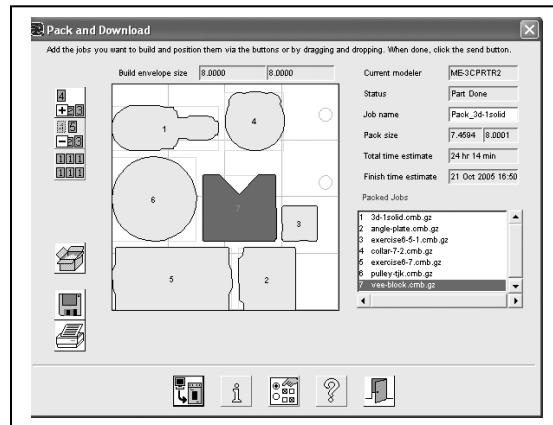 Pack and Download
Add the jobs you want to build and position them via the buttons or by dragging and dropping. When done, click the send button.
Build envelope size 8.0000 8.0000
Current modeler ME-3CPRTR2
Status Part Done
Job name Pack_3d-1solid
Pack size 7.4594 8.0001
Total time estimate 24 hr 14 min
Finish time estimate 21 Oct 2005 16:50
Packed Jobs
1 3d-1solid.cmb.gz
2 angle-plate.cmb.gz
3 exercise6-5-1.cmb.gz
4 collar-7-2.cmb.gz
5 exercise6-7.cmb.gz
6 pulley-tjk.cmb.gz
7 vee-block.cmb.gz
1
4
6
7
3
5
2